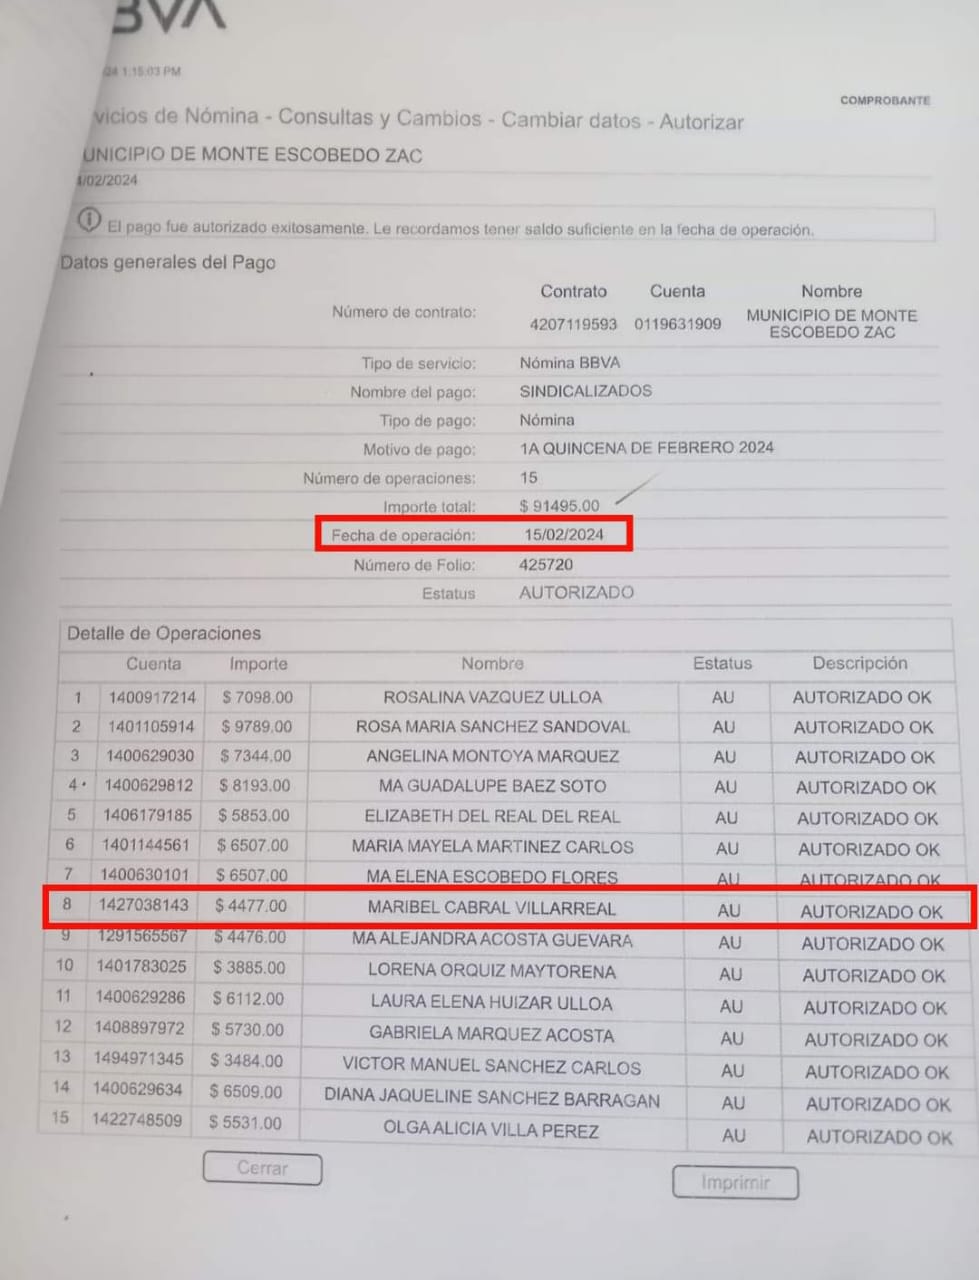 BBVA
24 1:15:03 PM
COMPROBANTE
vicios de Nómina - Consultas y Cambios - Cambiar datos - Autorizar
UNICIPIO DE MONTE ESCOBEDO ZAC
/02/2024
El pago fue autorizado exitosamente. Le recordamos tener saldo suficiente en la fecha de operación.
Datos generales del Pago
Contrato Cuenta Nombre
Número de contrato: 4207119593 0119631909 MUNICIPIO DE MONTE
ESCOBEDO ZAC
Tipo de servicio: Nómina BBVA
Nombre del pago: SINDICALIZADOS
Tipo de pago: Nómina
Motivo de pago: 1A QUINCENA DE FEBRERO 2024
Número de operaciones: 15
Importe total: $ 91495.00
Fecha de operación: 15/02/2024
Número de Folio: 425720
Estatus AUTORIZADO
Detalle de Operaciones
Cuenta Importe Nombre Estatus Descripción
1 1400917214 $ 7098.00 ROSALINA VAZQUEZ ULLOA AU AUTORIZADO OK
2 1401105914 $ 9789.00 ROSA MARIA SANCHEZ SANDOVAL AU AUTORIZADO OK
3 1400629030 $ 7344.00 ANGELINA MONTOYA MARQUEZ AU AUTORIZADO OK
4 1400629812 $ 8193.00 MA GUADALUPE BAEZ SOTO AU AUTORIZADO OK
5 1406179185 $ 5853.00 ELIZABETH DEL REAL DEL REAL AU AUTORIZADO OK
6 1401144561 $ 6507.00 MARIA MAYELA MARTINEZ CARLOS AU AUTORIZADO OK
7 1400630101 $ 6507.00 MA ELENA ESCOBEDO FLORES AU AUTORIZADO OK
8 1427038143 $ 4477.00 MARIBEL CABRAL VILLARREAL AU AUTORIZADO OK
9 1291565567 $ 4476.00 MA ALEJANDRA ACOSTA GUEVARA AU AUTORIZADO OK
10 1401783025 $ 3885.00 LORENA ORQUIZ MAYTORENA AU AUTORIZADO OK
11 1400629286 $ 6112.00 LAURA ELENA HUIZAR ULLOA AU AUTORIZADO OK
12 1408897972 $ 5730.00 GABRIELA MARQUEZ ACOSTA AU AUTORIZADO OK
13 1494971345 $ 3484.00 VICTOR MANUEL SANCHEZ CARLOS AU AUTORIZADO OK
14 1400629634 $ 6509.00 DIANA JAQUELINE SANCHEZ BARRAGAN AU AUTORIZADO OK
15 1422748509 $ 5531.00 OLGA ALICIA VILLA PEREZ AU AUTORIZADO OK
Cerrar Imprimir